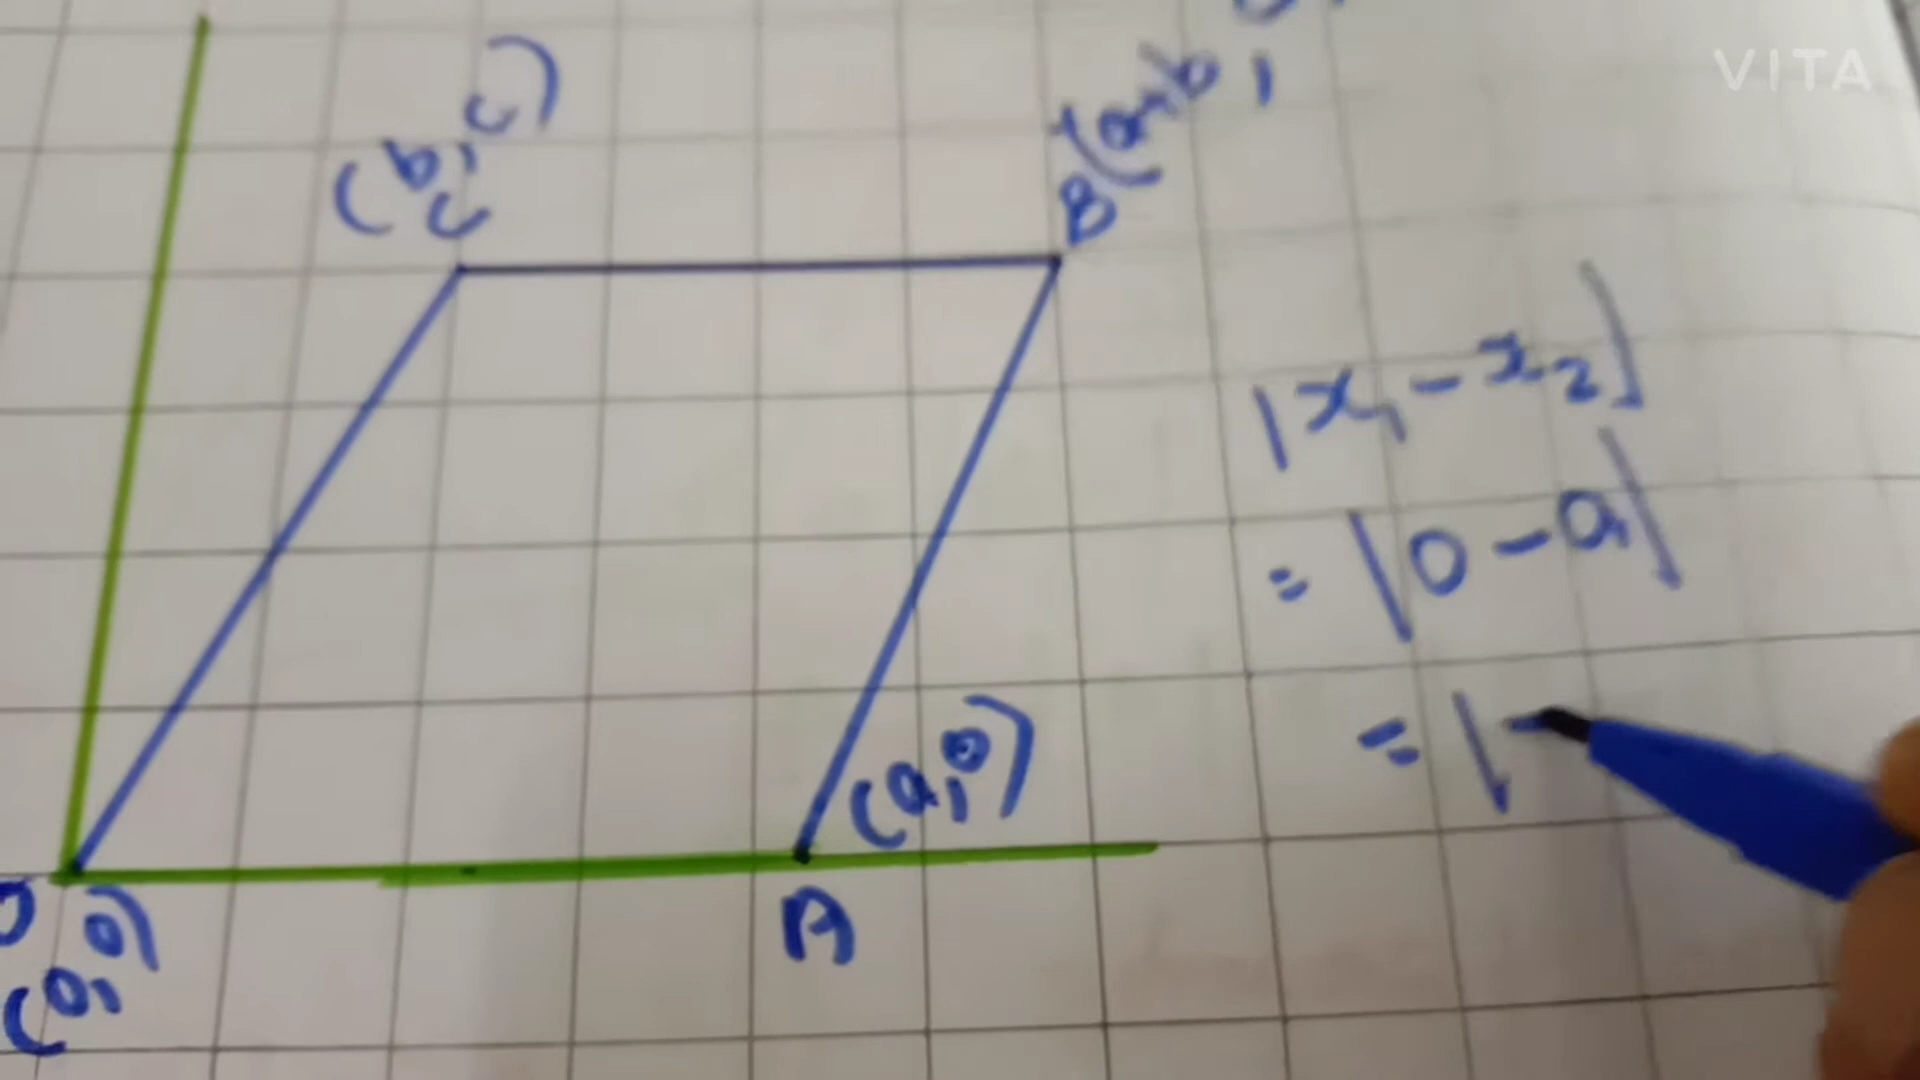 VITA
(b, c)
C
(a+b,
B
|x₁ - x₂|
= |0 - a|
= |-
(a, 0)
A
O
(0, 0)